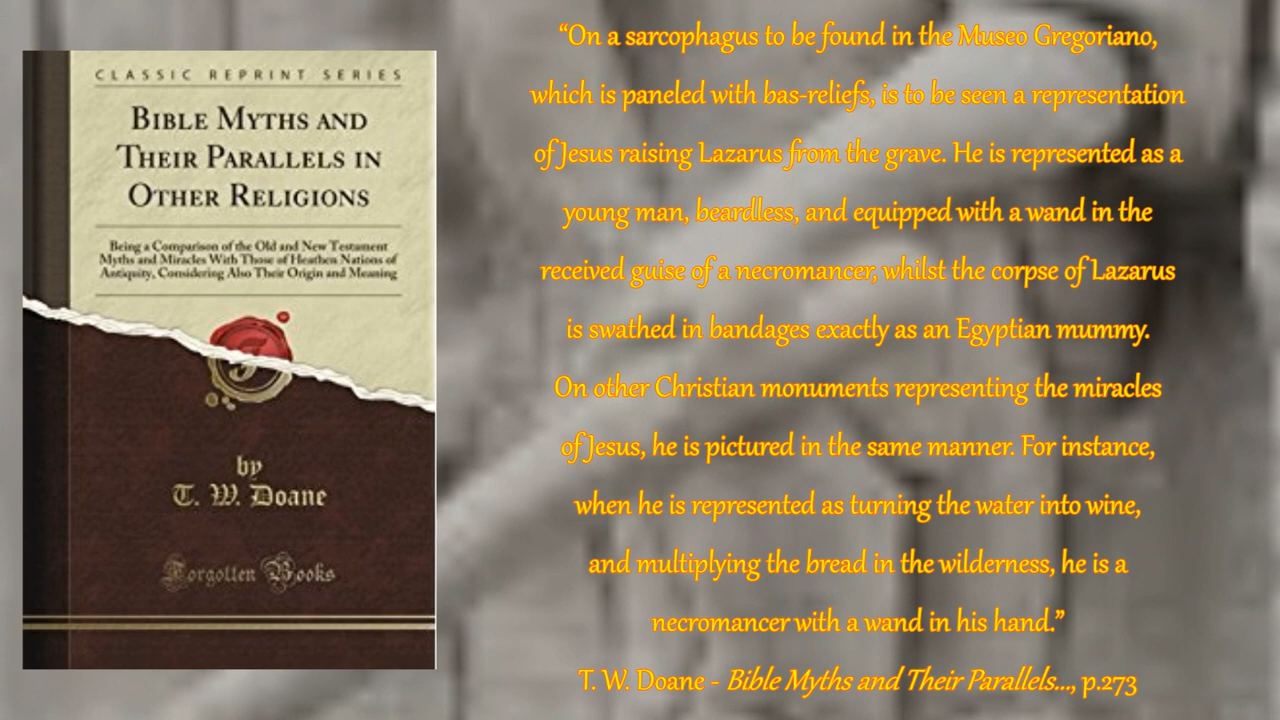 CLASSIC REPRINT SERIES
BIBLE MYTHS AND
THEIR PARALLELS IN
OTHER RELIGIONS
Being a Comparison of the Old and New Testament
Myths and Miracles With Those of Heathen Nations of
Antiquity, Considering Also Their Origin and Meaning
by
T. W. Doane
Forgotten Books
“On a sarcophagus to be found in the Museo Gregoriano,
which is paneled with bas-reliefs, is to be seen a representation
of Jesus raising Lazarus from the grave. He is represented as a
young man, beardless, and equipped with a wand in the
received guise of a necromancer, whilst the corpse of Lazarus
is swathed in bandages exactly as an Egyptian mummy.
On other Christian monuments representing the miracles
of Jesus, he is pictured in the same manner. For instance,
when he is represented as turning the water into wine,
and multiplying the bread in the wilderness, he is a
necromancer with a wand in his hand.”
T. W. Doane - Bible Myths and Their Parallels..., p.273